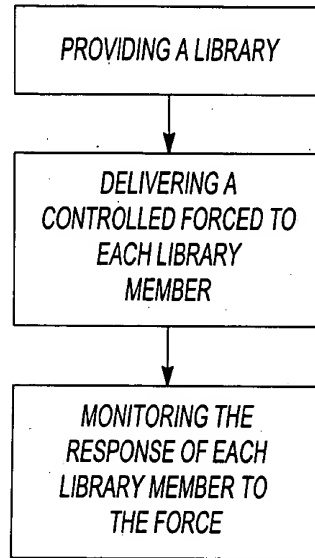 PROVIDING A LIBRARY
DELIVERING A
CONTROLLED FORCED TO
EACH LIBRARY
MEMBER
MONITORING THE
RESPONSE OF EACH
LIBRARY MEMBER TO
THE FORCE